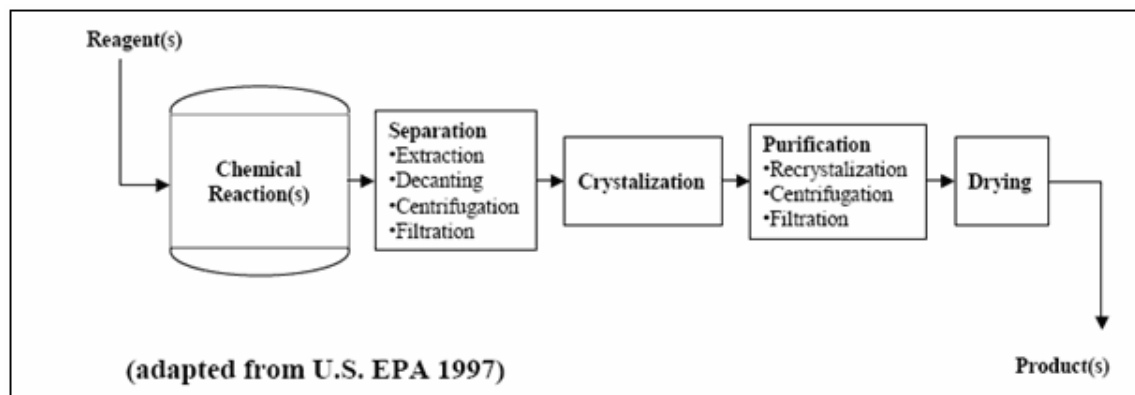 Reagent(s)
Chemical
Reaction(s)
Separation
•Extraction
•Decanting
•Centrifugation
•Filtration
Crystalization
Purification
•Recrystalization
•Centrifugation
•Filtration
Drying
Product(s)
(adapted from U.S. EPA 1997)